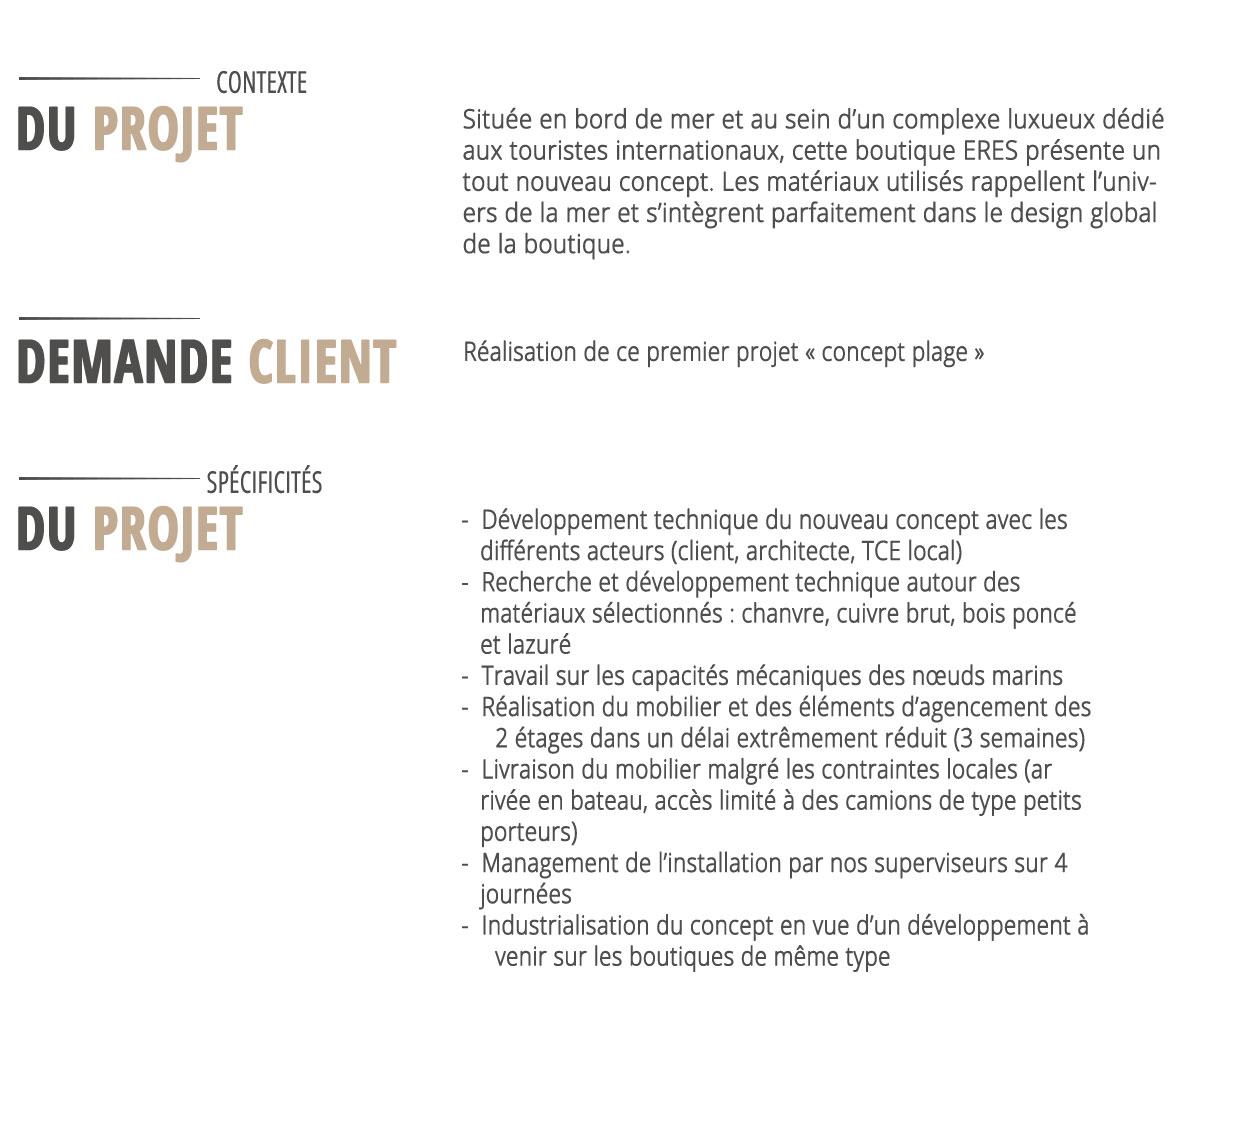 CONTEXTE
DU PROJET
Située en bord de mer et au sein d’un complexe luxueux dédié
aux touristes internationaux, cette boutique ERES présente un
tout nouveau concept. Les matériaux utilisés rappellent l’univ-
ers de la mer et s’intègrent parfaitement dans le design global
de la boutique.
DEMANDE CLIENT
Réalisation de ce premier projet « concept plage »
SPÉCIFICITÉS
DU PROJET
- Développement technique du nouveau concept avec les
différents acteurs (client, architecte, TCE local)
- Recherche et développement technique autour des
matériaux sélectionnés : chanvre, cuivre brut, bois poncé
et lazuré
- Travail sur les capacités mécaniques des nœuds marins
- Réalisation du mobilier et des éléments d’agencement des
2 étages dans un délai extrêmement réduit (3 semaines)
- Livraison du mobilier malgré les contraintes locales (ar
rivée en bateau, accès limité à des camions de type petits
porteurs)
- Management de l’installation par nos superviseurs sur 4
journées
- Industrialisation du concept en vue d’un développement à
venir sur les boutiques de même type